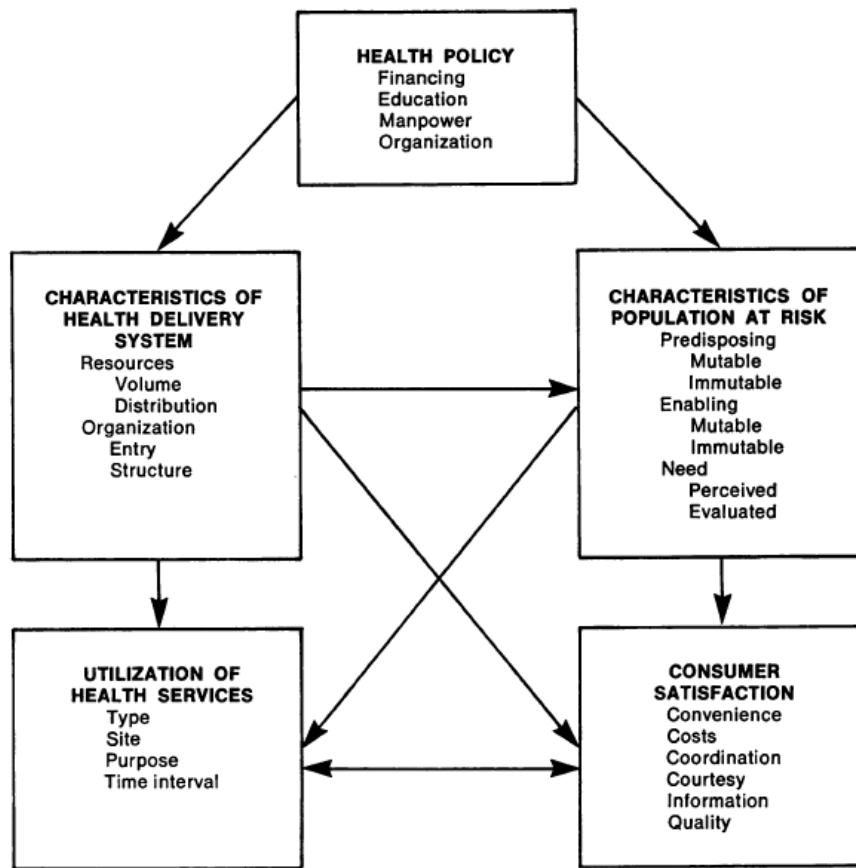 HEALTH POLICY
Financing
Education
Manpower
Organization
CHARACTERISTICS OF
HEALTH DELIVERY
SYSTEM
Resources
Volume
Distribution
Organization
Entry
Structure
CHARACTERISTICS OF
POPULATION AT RISK
Predisposing
Mutable
Immutable
Enabling
Mutable
Immutable
Need
Perceived
Evaluated
UTILIZATION OF
HEALTH SERVICES
Type
Site
Purpose
Time interval
CONSUMER
SATISFACTION
Convenience
Costs
Coordination
Courtesy
Information
Quality